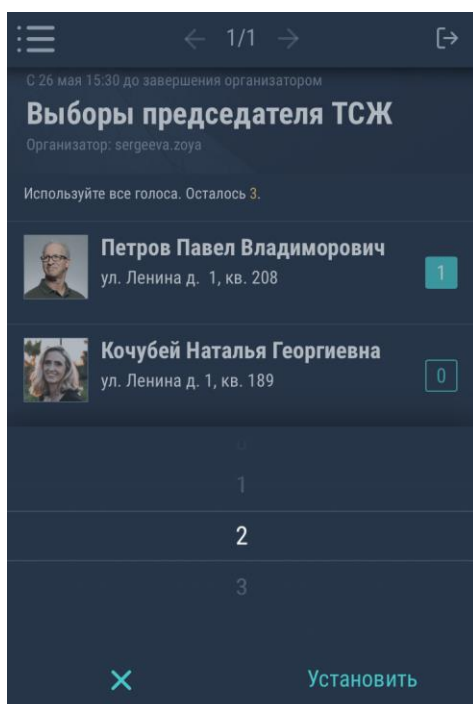 1/1
С 26 мая 15:30 до завершения организатором
Выборы председателя ТСЖ
Организатор: sergeeva.zoya
Используйте все голоса. Осталось 3.
Петров Павел Владиморович
ул. Ленина д. 1, кв. 208
1
Кочубей Наталья Георгиевна
ул. Ленина д. 1, кв. 189
0
0
1
2
3
Установить